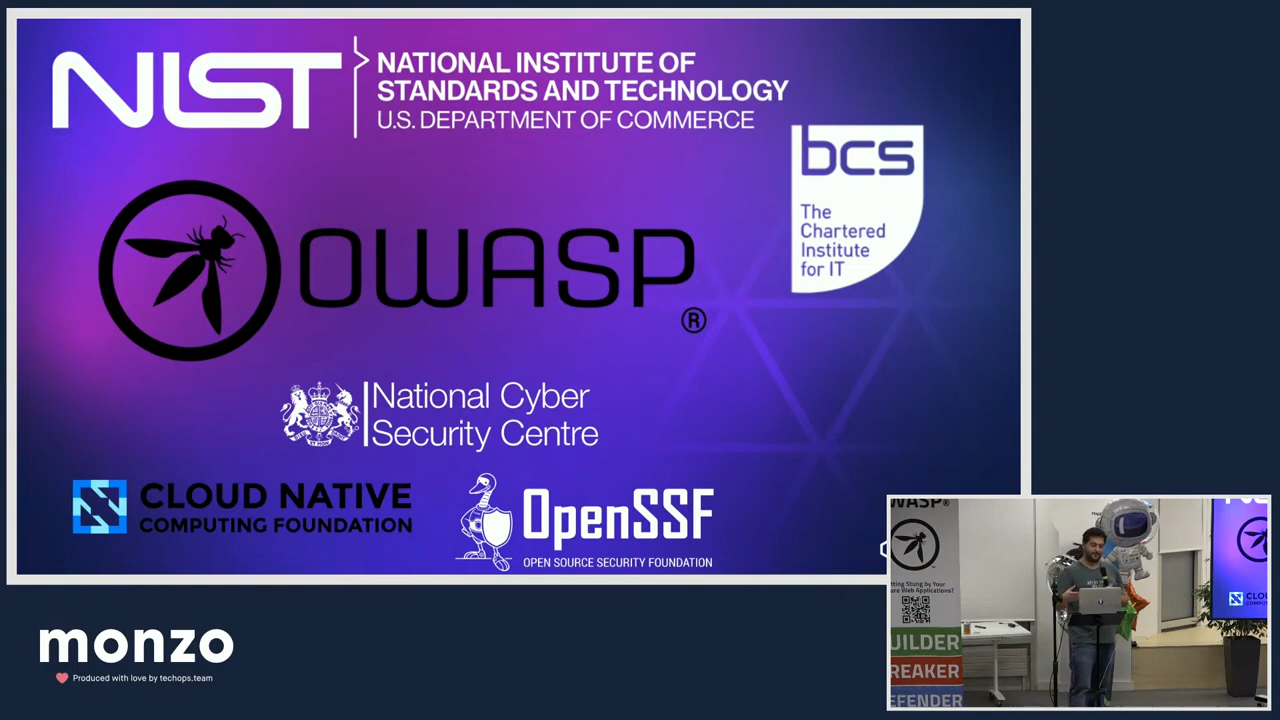 NIST
NATIONAL INSTITUTE OF
STANDARDS AND TECHNOLOGY
U.S. DEPARTMENT OF COMMERCE
bcs
The
Chartered
Institute
for IT
OWASP®
National Cyber
Security Centre
CLOUD NATIVE
COMPUTING FOUNDATION
OpenSSF
OPEN SOURCE SECURITY FOUNDATION
monzo
Produced with love by techops.team
WASP®
UILDER
REAKER
EFENDER